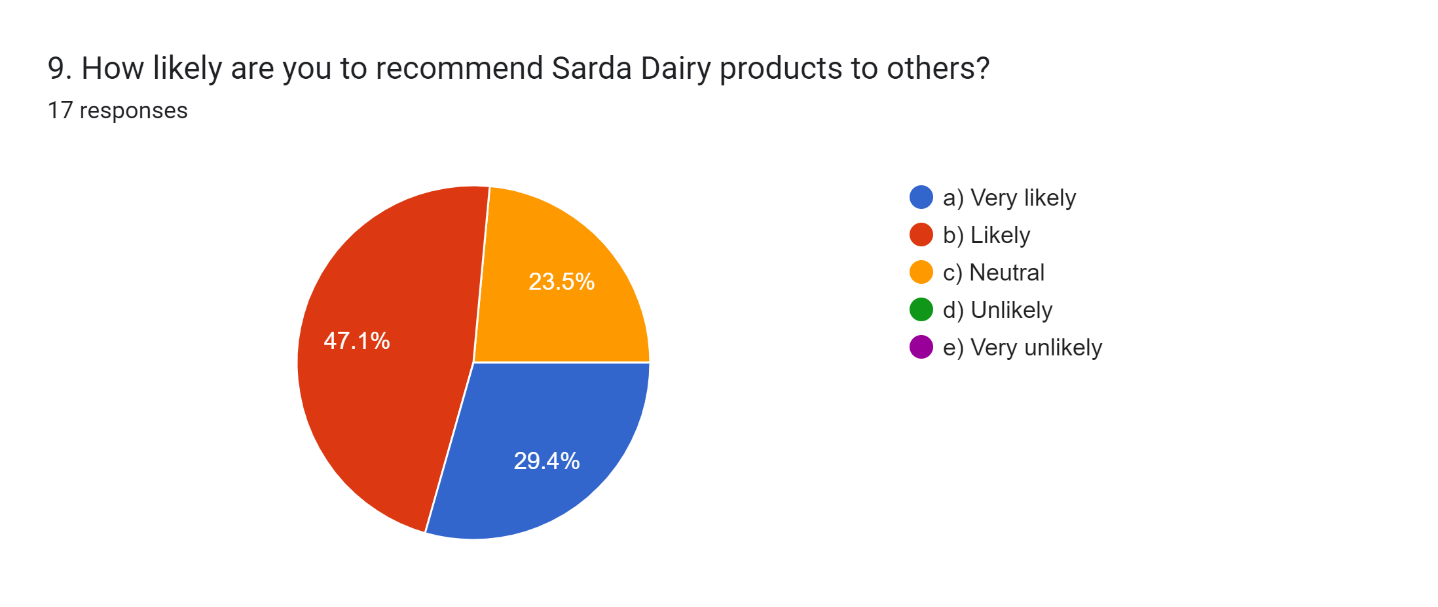 9. How likely are you to recommend Sarda Dairy products to others?
17 responses
a) Very likely
b) Likely
c) Neutral
d) Unlikely
e) Very unlikely
23.5%
47.1%
29.4%